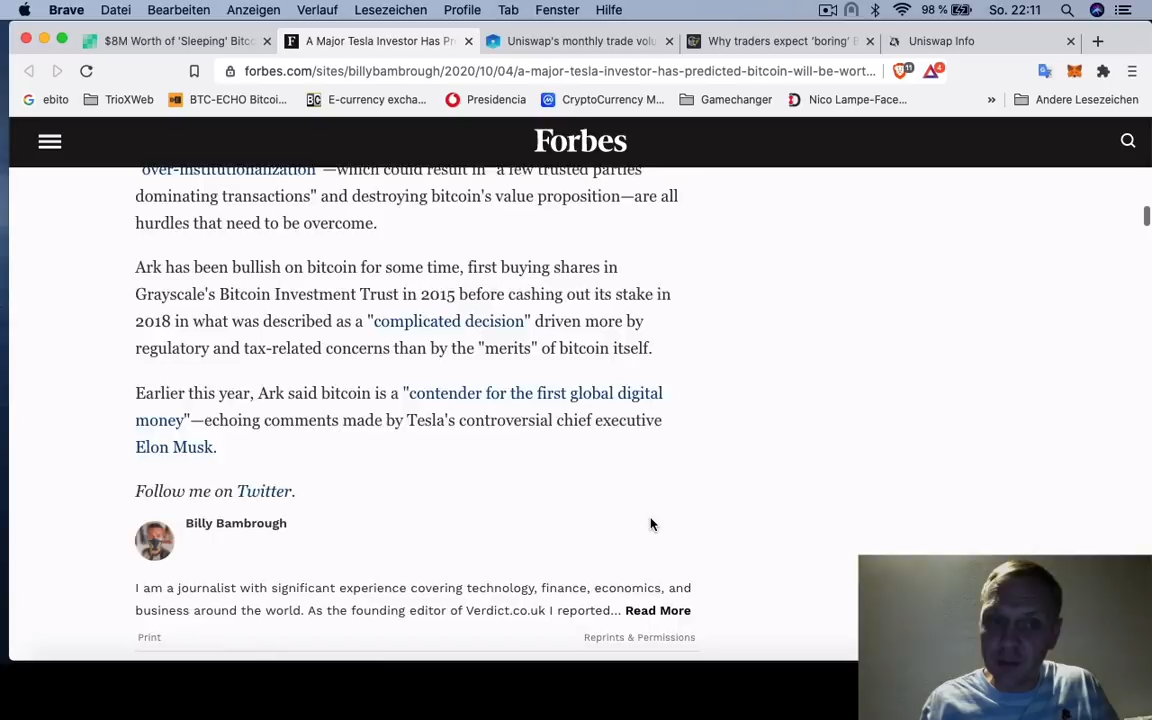 Brave Datei Bearbeiten Anzeigen Verlauf Lesezeichen Profile Tab Fenster Hilfe 98 % So. 22:11
$8M Worth of 'Sleeping' Bitc A Major Tesla Investor Has Pr Uniswap's monthly trade volu Why traders expect 'boring' E Uniswap Info
forbes.com/sites/billybambrough/2020/10/04/a-major-tesla-investor-has-predicted-bitcoin-will-be-wort... 11 4
ebito TrioXWeb BTC-ECHO Bitcoi... E-currency excha... Presidencia CryptoCurrency M... Gamechanger Nico Lampe-Face... » Andere Lesezeichen
Forbes
"over-institutionalization"—which could result in "a few trusted parties
dominating transactions" and destroying bitcoin's value proposition—are all
hurdles that need to be overcome.
Ark has been bullish on bitcoin for some time, first buying shares in
Grayscale's Bitcoin Investment Trust in 2015 before cashing out its stake in
2018 in what was described as a "complicated decision" driven more by
regulatory and tax-related concerns than by the "merits" of bitcoin itself.
Earlier this year, Ark said bitcoin is a "contender for the first global digital
money"—echoing comments made by Tesla's controversial chief executive
Elon Musk.
Follow me on Twitter.
Billy Bambrough
I am a journalist with significant experience covering technology, finance, economics, and
business around the world. As the founding editor of Verdict.co.uk I reported... Read More
Print Reprints & Permissions